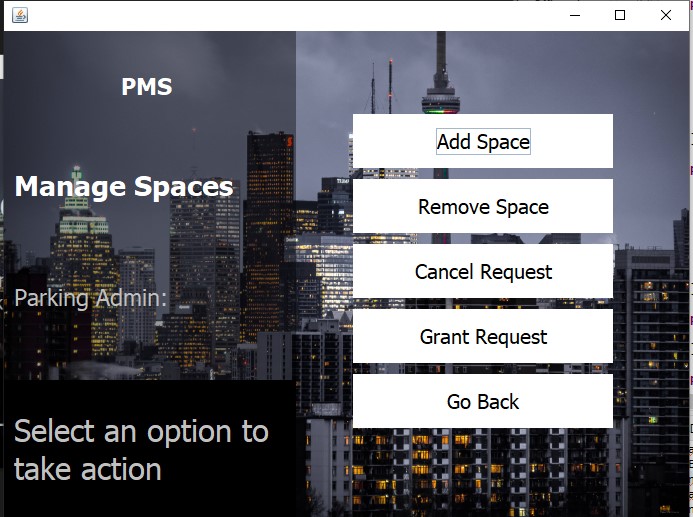 PMS
Manage Spaces
Parking Admin:
Select an option to
take action
Add Space
Remove Space
Cancel Request
Grant Request
Go Back